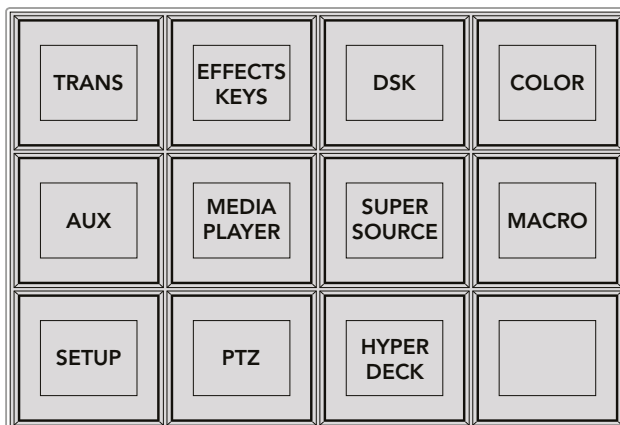 TRANS
EFFECTS
KEYS
DSK
COLOR
AUX
MEDIA
PLAYER
SUPER
SOURCE
MACRO
SETUP
PTZ
HYPER
DECK